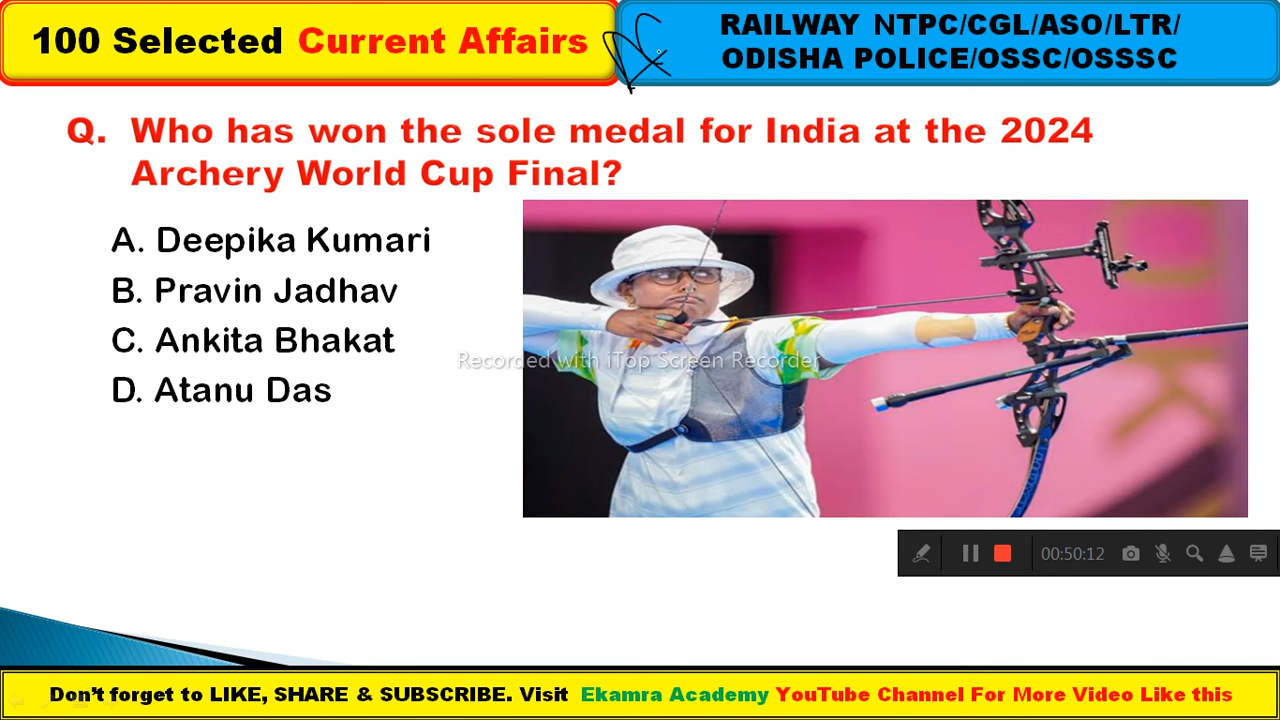 100 Selected Current Affairs
RAILWAY NTPC/CGL/ASO/LTR/
ODISHA POLICE/OSSC/OSSSC
Q. Who has won the sole medal for India at the 2024
Archery World Cup Final?
A. Deepika Kumari
B. Pravin Jadhav
C. Ankita Bhakat
D. Atanu Das
Recorded with iTop Screen Recorder
00:50:12
Don't forget to LIKE, SHARE & SUBSCRIBE. Visit Ekamra Academy YouTube Channel For More Video Like this